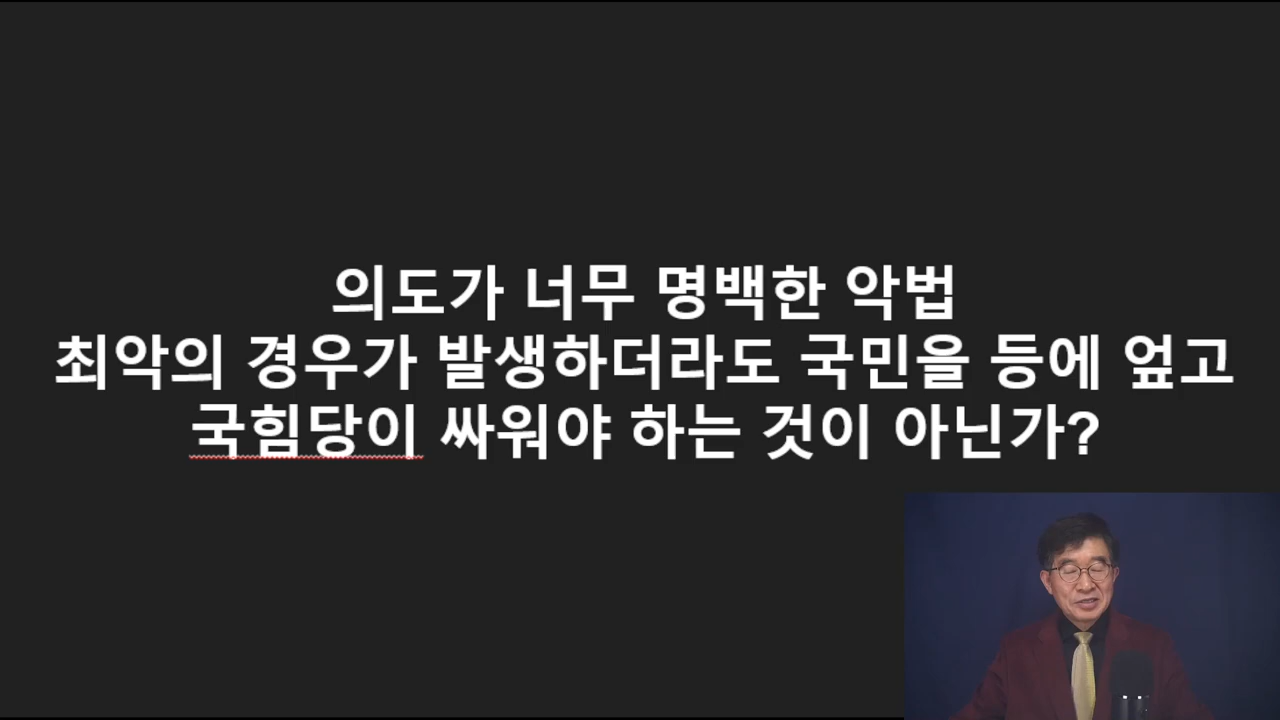 의도가 너무 명백한 악법
최악의 경우가 발생하더라도 국민을 등에 엎고
국힘당이 싸워야 하는 것이 아닌가?